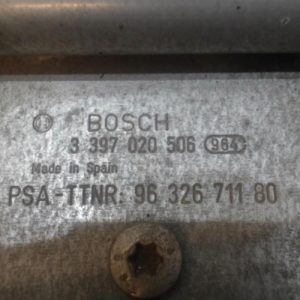 BOSCH
3 397 020 506 984
Made in Spain
PSA-TTNR: 96 326 711 80